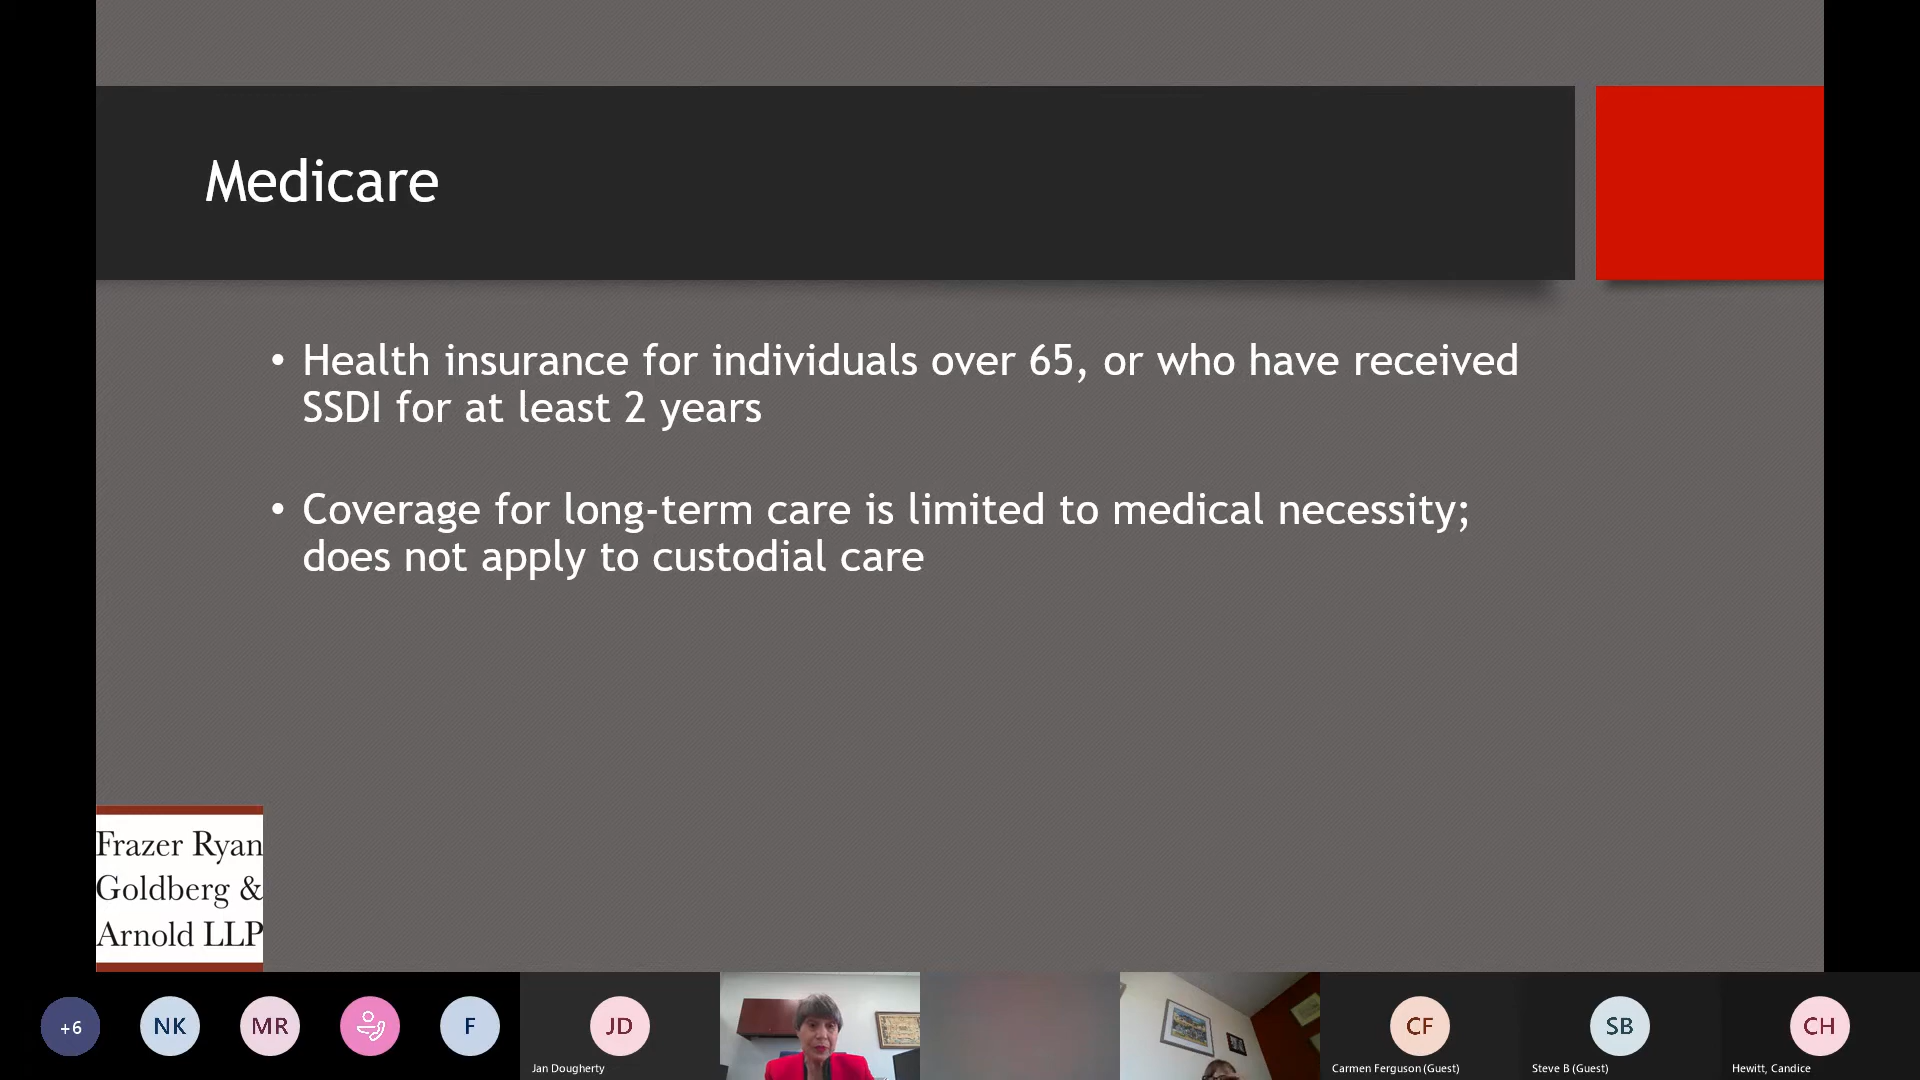 Medicare
• Health insurance for individuals over 65, or who have received
SSDI for at least 2 years
• Coverage for long-term care is limited to medical necessity;
does not apply to custodial care
Frazer Ryan
Goldberg &
Arnold LLP
+6
NK
MR
F
JD
Jan Dougherty
CF
Carmen Ferguson (Guest)
SB
Steve B (Guest)
CH
Hewitt, Candice